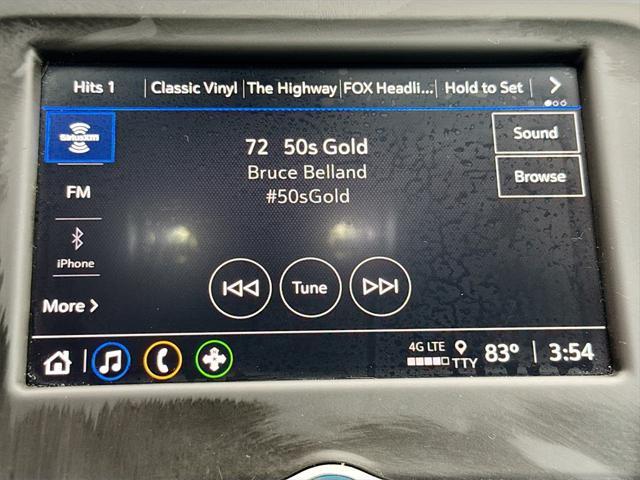 Hits 1 Classic Vinyl The Highway FOX Headli... Hold to Set
SiriusXM
72 50s Gold
Sound
Bruce Belland
Browse
FM
#50sGold
iPhone
Tune
More
4G LTE
TTY 83° 3:54